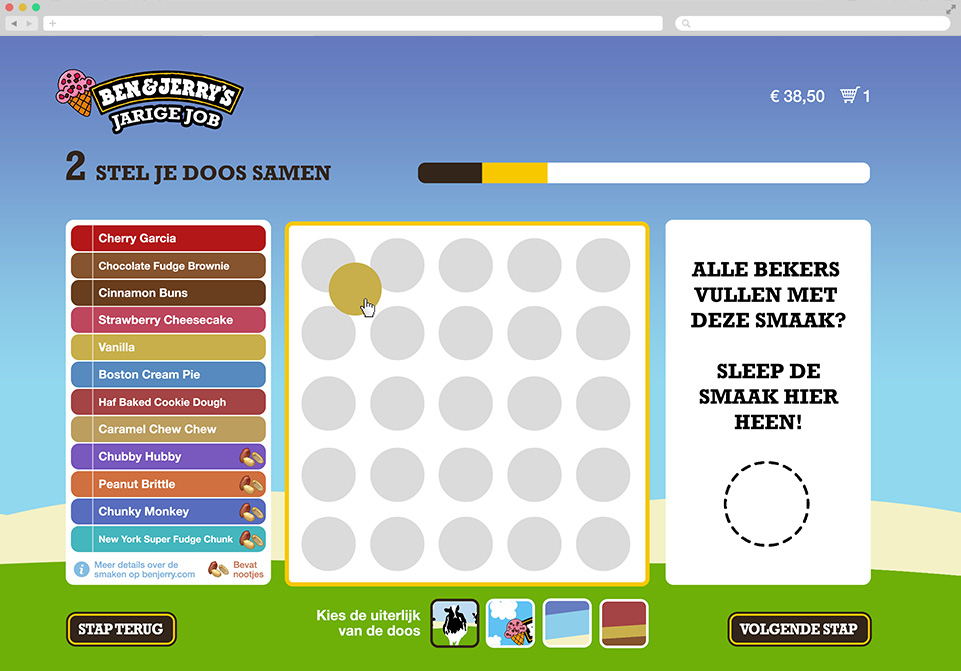 BEN & JERRY'S
JARIGE JOB
€ 38,50
1
2 STEL JE DOOS SAMEN
Cherry Garcia
Chocolate Fudge Brownie
Cinnamon Buns
Strawberry Cheesecake
Vanilla
Boston Cream Pie
Haf Baked Cookie Dough
Caramel Chew Chew
Chubby Hubby
Peanut Brittle
Chunky Monkey
New York Super Fudge Chunk
i
Meer details over de
smaken op benjerry.com
Bevat
nootjes
ALLE BEKERS
VULLEN MET
DEZE SMAAK?
SLEEP DE
SMAAK HIER
HEEN!
STAP TERUG
Kies de uiterlijk
van de doos
VOLGENDE STAP